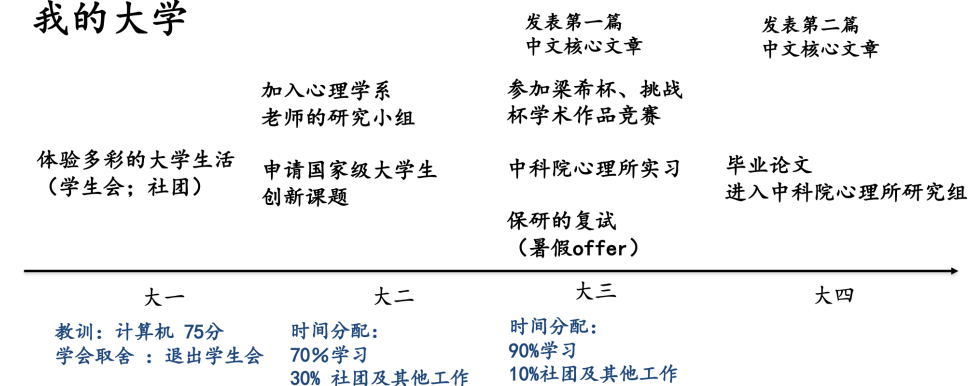 我的大学
发表第一篇
中文核心文章
发表第二篇
中文核心文章
加入心理学系
老师的研究小组
参加梁希杯、挑战
杯学术作品竞赛
体验多彩的大学生活
（学生会；社团）
申请国家级大学生
创新课题
中科院心理所实习
毕业论文
进入中科院心理所研究组
保研的复试
（暑假offer）
大一
大二
大三
大四
教训：计算机 75分
学会取舍 ：退出学生会
时间分配：
70%学习
30% 社团及其他工作
时间分配：
90%学习
10%社团及其他工作